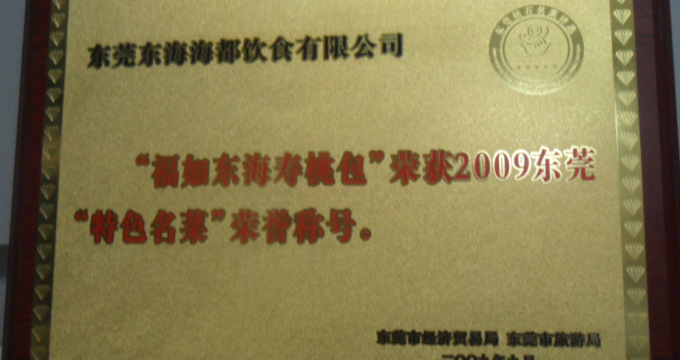 东莞东海海都饮食有限公司
“福如东海寿桃包”荣获2009东莞
“特色名菜”荣誉称号。
东莞市经济贸易局 东莞市旅游局